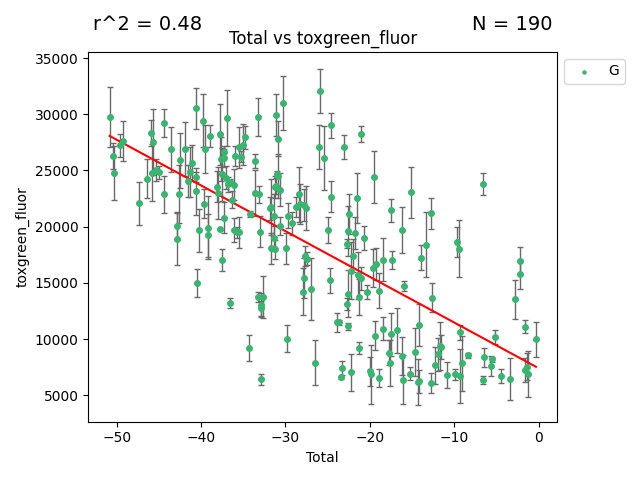 r^2 = 0.48 N = 190
Total vs toxgreen_fluor
G
35000
30000
25000
20000
15000
10000
5000
toxgreen_fluor
−50 −40 −30 −20 −10 0
Total